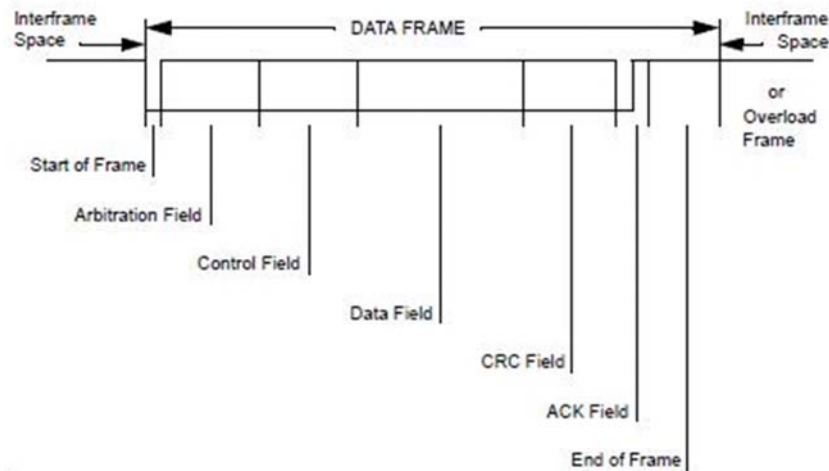 Interframe
Space
DATA FRAME
Interframe
Space
or
Overload
Frame
Start of Frame
Arbitration Field
Control Field
Data Field
CRC Field
ACK Field
End of Frame